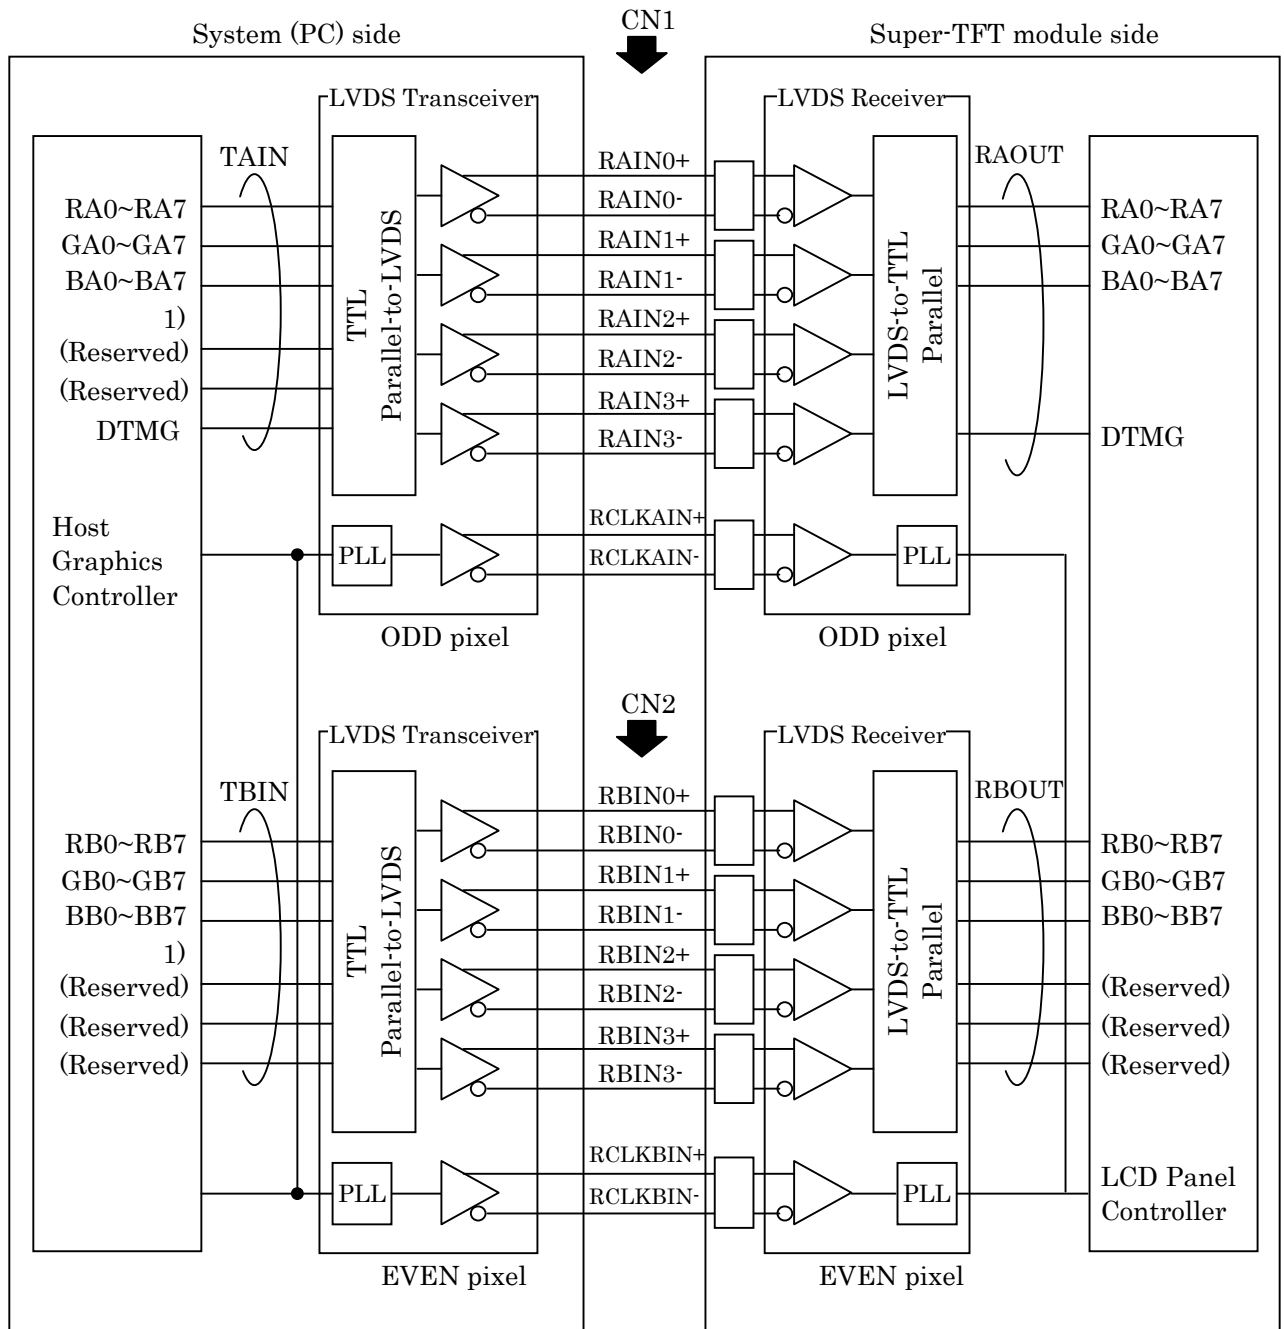 System (PC) side
CN1
Super-TFT module side
LVDS Transceiver
LVDS Receiver
TAIN
RA0~RA7
GA0~GA7
BA0~BA7
1)
(Reserved)
(Reserved)
DTMG
TTL
Parallel-to-LVDS
RAIN0+
RAIN0-
RAIN1+
RAIN1-
RAIN2+
RAIN2-
RAIN3+
RAIN3-
LVDS-to-TTL
Parallel
RAOUT
RA0~RA7
GA0~GA7
BA0~BA7
DTMG
Host
Graphics
Controller
PLL
RCLKAIN+
RCLKAIN-
PLL
ODD pixel
ODD pixel
CN2
LVDS Transceiver
LVDS Receiver
TBIN
RB0~RB7
GB0~GB7
BB0~BB7
1)
(Reserved)
(Reserved)
(Reserved)
TTL
Parallel-to-LVDS
RBIN0+
RBIN0-
RBIN1+
RBIN1-
RBIN2+
RBIN2-
RBIN3+
RBIN3-
LVDS-to-TTL
Parallel
RBOUT
RB0~RB7
GB0~GB7
BB0~BB7
(Reserved)
(Reserved)
(Reserved)
PLL
RCLKBIN+
RCLKBIN-
PLL
LCD Panel
Controller
EVEN pixel
EVEN pixel